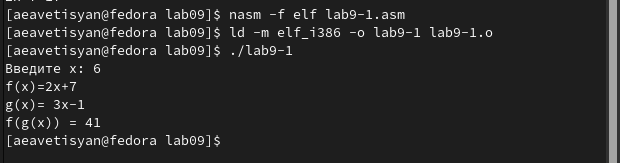 [aeavetisyan@fedora lab09]$ nasm -f elf lab9-1.asm
[aeavetisyan@fedora lab09]$ ld -m elf_i386 -o lab9-1 lab9-1.o
[aeavetisyan@fedora lab09]$ ./lab9-1
Введите x: 6
f(x)=2x+7
g(x)= 3x-1
f(g(x)) = 41
[aeavetisyan@fedora lab09]$